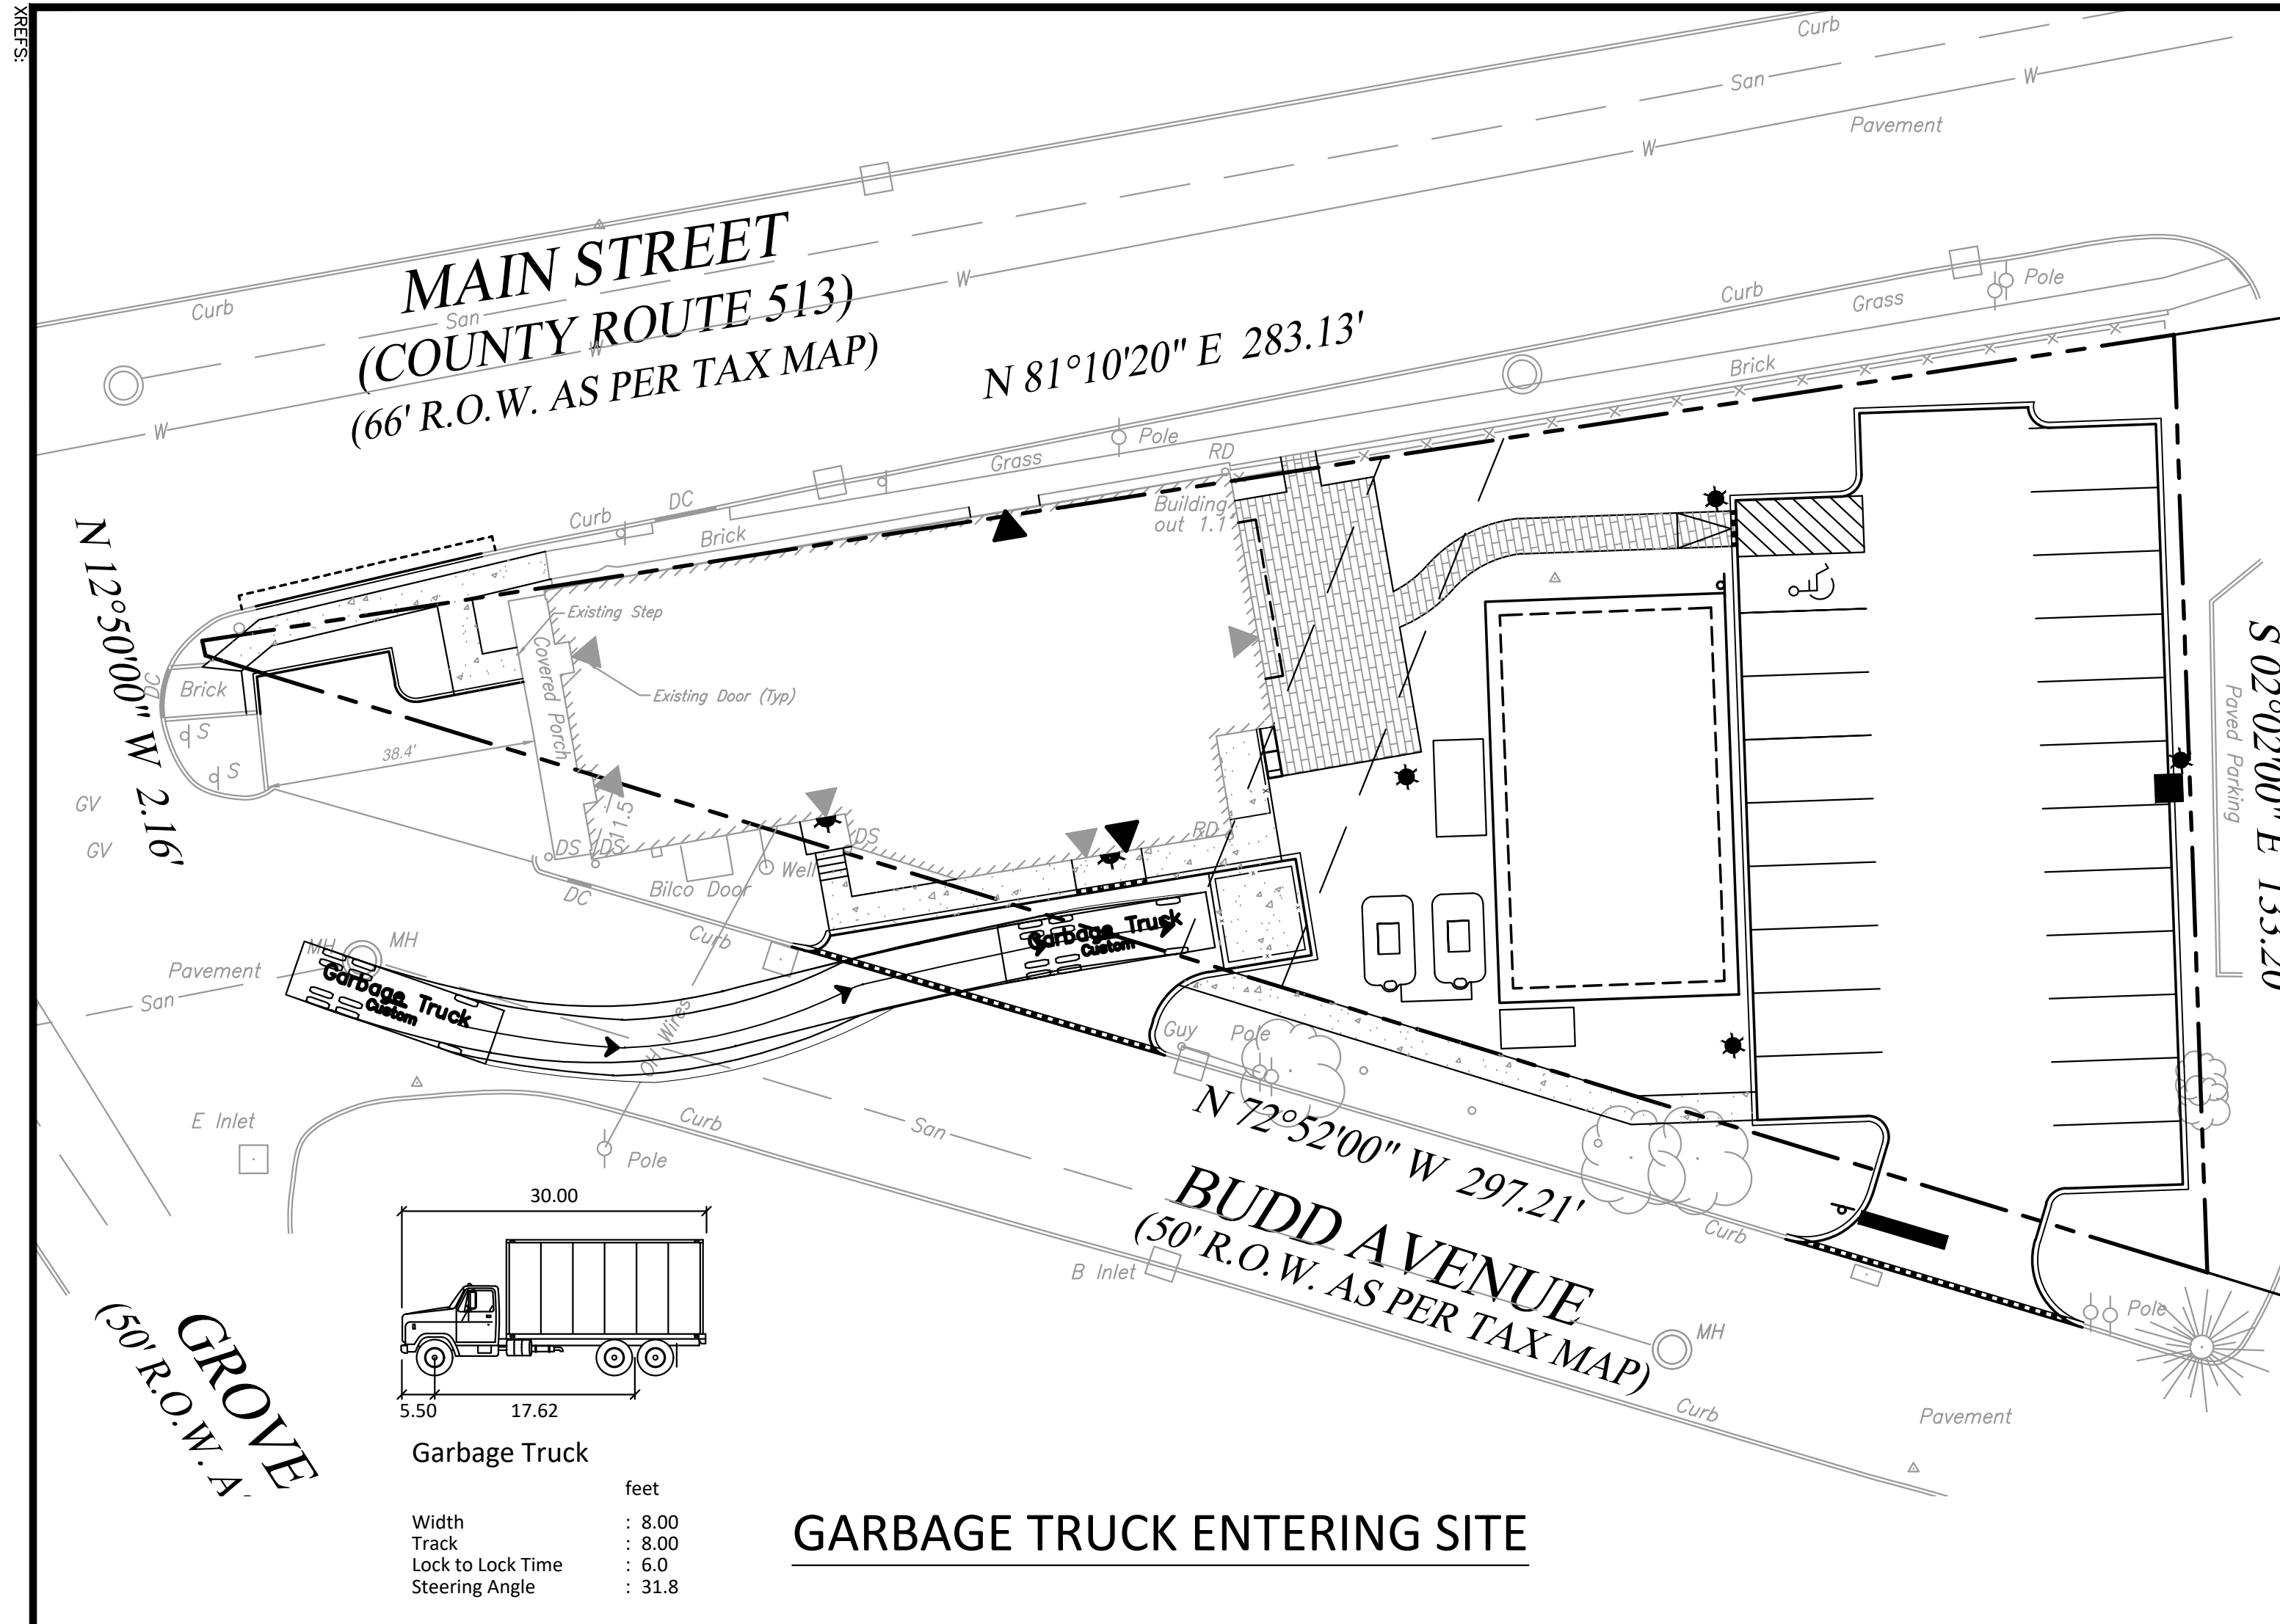 XREFS:
Curb
San
W
Pavement
W
MAIN STREET
(COUNTY ROUTE 513)
(66' R.O.W. AS PER TAX MAP)
Curb
San
W
W
W
N 81°10'20" E 283.13'
Curb
Grass
Pole
Brick
Pole
RD
Grass
Building
out 1.1'
DC
Curb
Brick
N 12°50'00" W 2.16'
Existing Step
Covered Porch
Existing Door (Typ)
DC
Brick
S
S
38.4'
GV
GV
11.5
DS
DS
DS
RD
Well
Bilco Door
DC
Curb
MH
MH
Pavement
San
Garbage Truck
Custom
Garbage Truck
Custom
OH Wires
Guy
Pole
S 02°02'00" E 133.20
Paved Parking
E Inlet
Curb
Pole
San
N 72°52'00" W 297.21'
BUDD AVENUE
(50' R.O.W. AS PER TAX MAP)
Curb
B Inlet
MH
Pole
Curb
Pavement
GROVE
(50' R.O.W. A
30.00
5.50
17.62
Garbage Truck
feet
Width : 8.00
Track : 8.00
Lock to Lock Time : 6.0
Steering Angle : 31.8
GARBAGE TRUCK ENTERING SITE